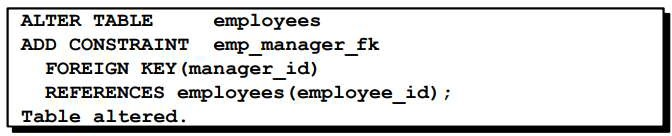 ALTER TABLE     employees
ADD CONSTRAINT  emp_manager_fk
  FOREIGN KEY(manager_id)
  REFERENCES employees(employee_id);
Table altered.